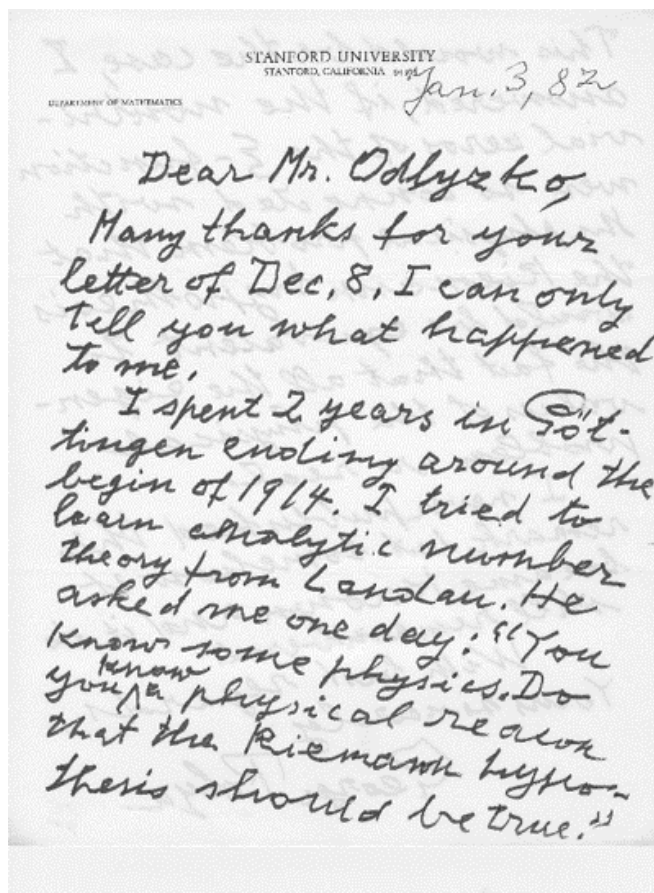 STANFORD UNIVERSITY
STANFORD, CALIFORNIA
Jan. 3, 82
DEPARTMENT OF MATHEMATICS
Dear Mr. Odlyzko,
Many thanks for your
letter of Dec. 8. I can only
tell you what happened
to me.
I spent 2 years in Göt-
tingen ending around the
begin of 1914. I tried to
learn analytic number
theory from Landau. He
asked me one day: "You
know some physics. Do
you know a physical reason
that the Riemann hypo-
thesis should be true."